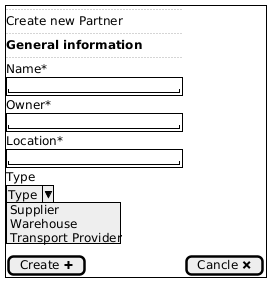 Create new Partner
General information
Name*
Owner*
Location*
Type
Type
Supplier
Warehouse
Transport Provider
Create
Cancle